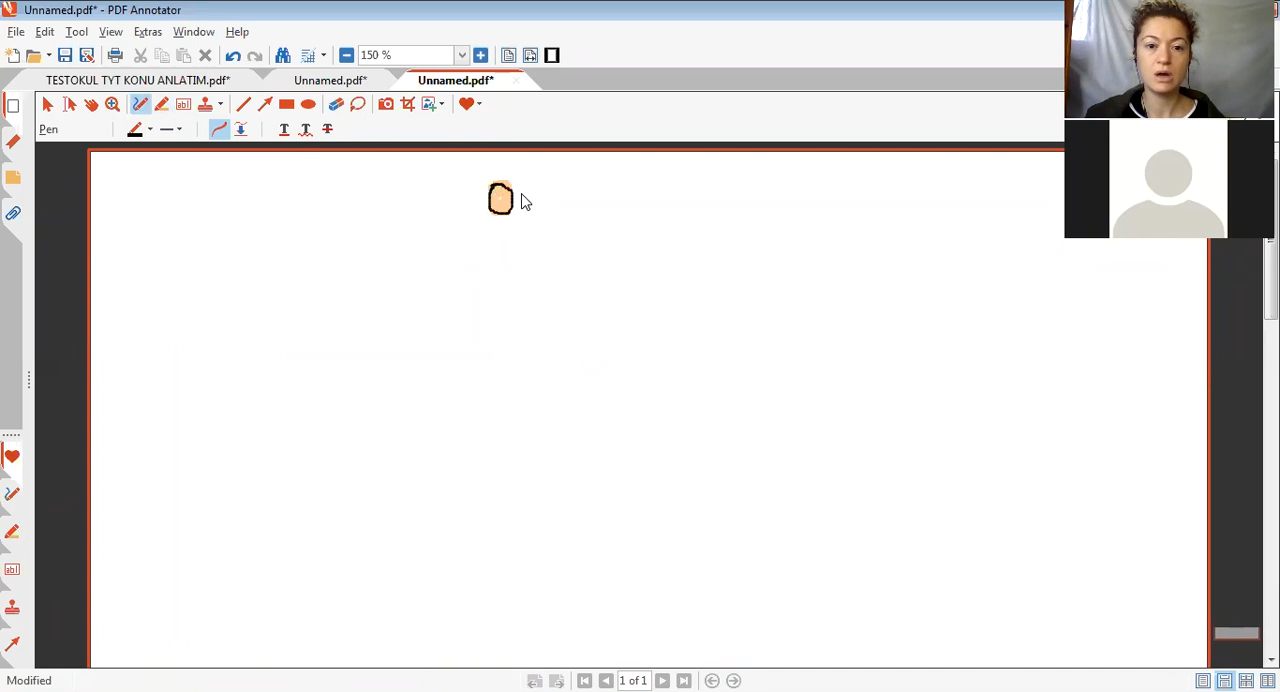 Unnamed.pdf* - PDF Annotator
File Edit Tool View Extras Window Help
150 %
TESTOKUL TYT KONU ANLATIM.pdf* Unnamed.pdf* Unnamed.pdf*
Pen
Modified 1 of 1